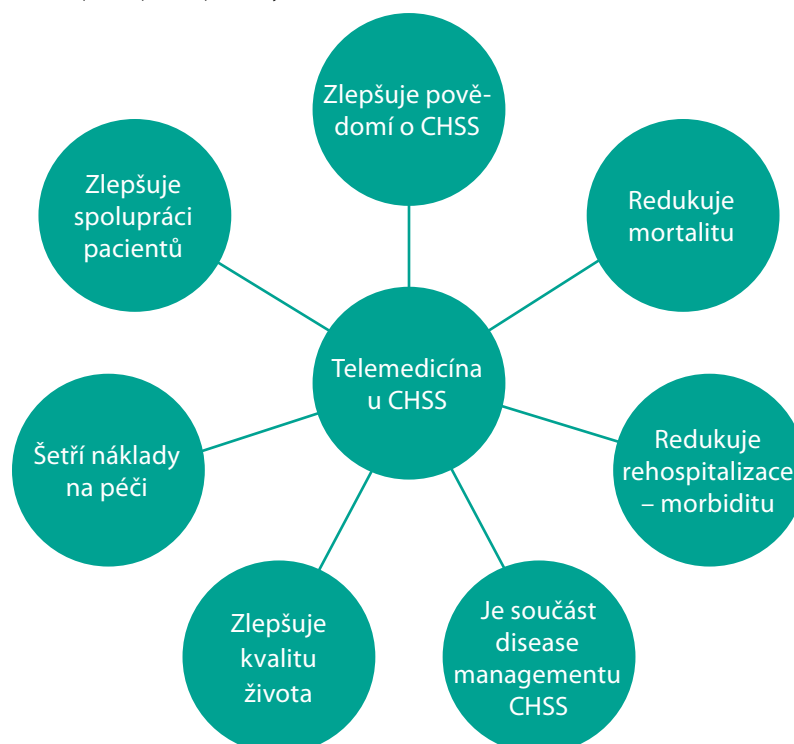 Zlepšuje pově-
domí o CHSS
Redukuje
mortalitu
Redukuje
rehospitalizace
– morbiditu
Je součást
disease
managementu
CHSS
Zlepšuje
kvalitu
života
Šetří náklady
na péči
Zlepšuje
spolupráci
pacientů
Telemedicína
u CHSS